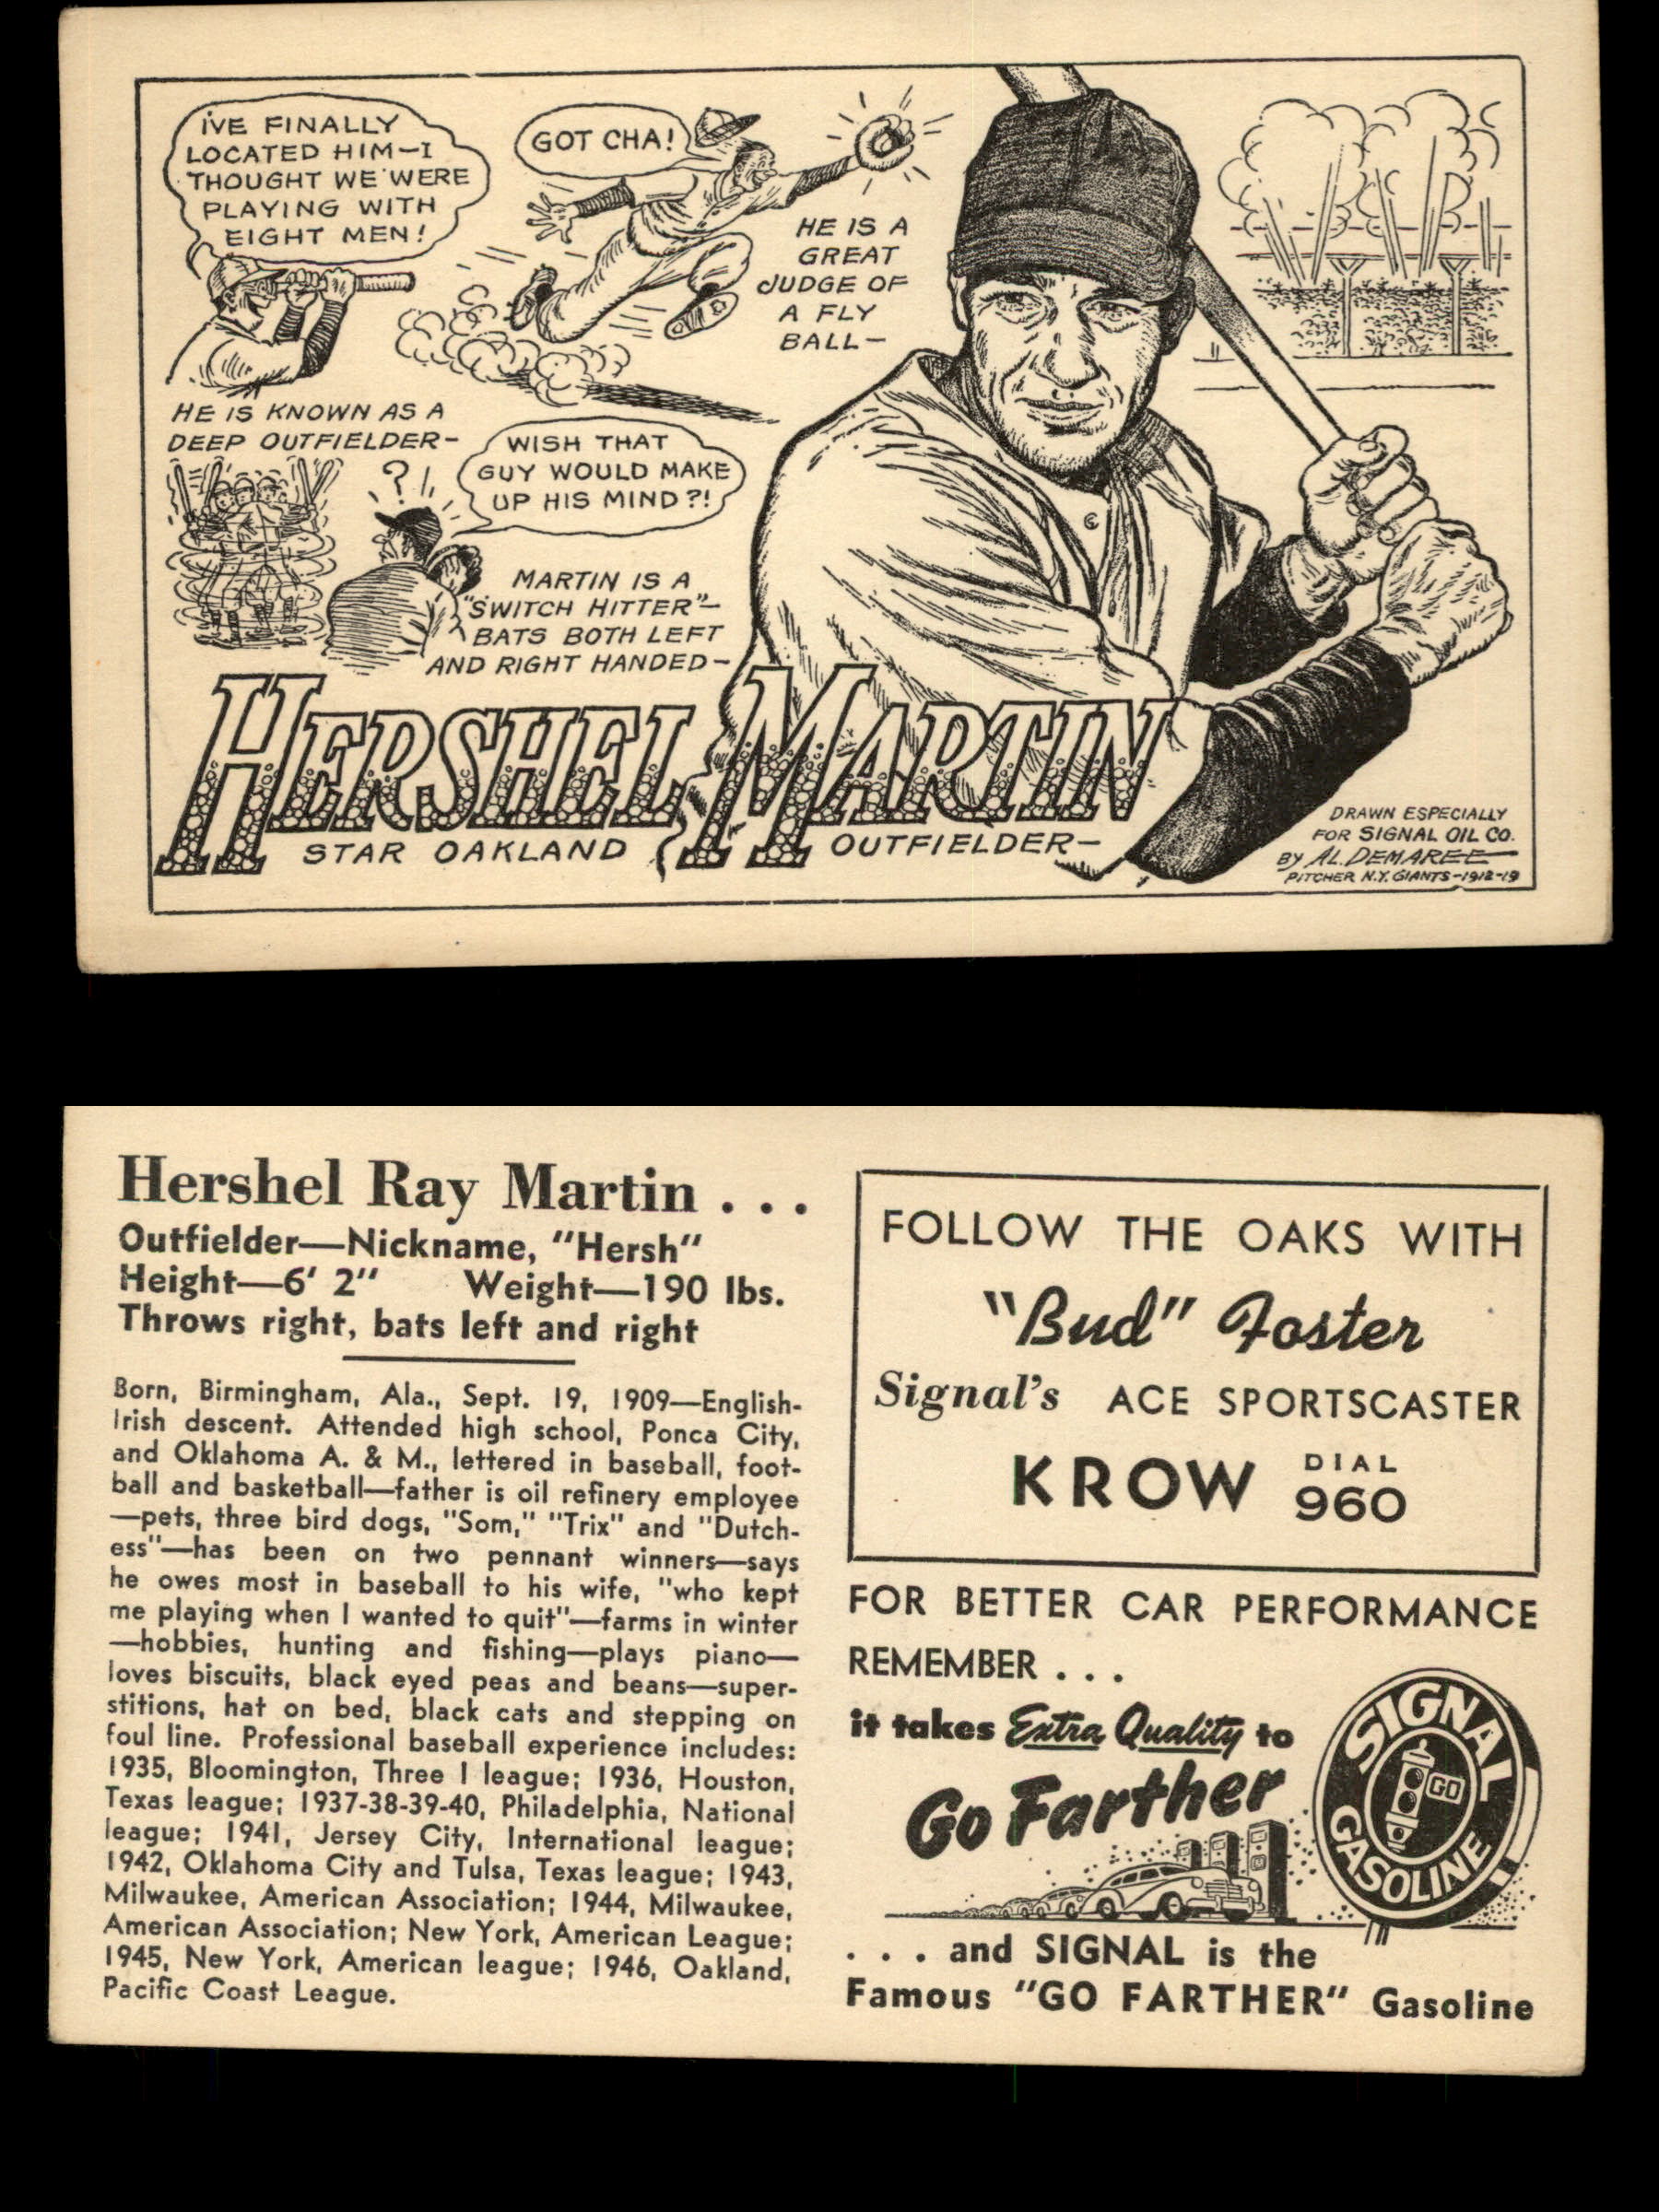 I'VE FINALLY
LOCATED HIM—I
THOUGHT WE WERE
PLAYING WITH
EIGHT MEN!
GOT CHA!
HE IS A
GREAT
JUDGE OF
A FLY
BALL—
HE IS KNOWN AS A
DEEP OUTFIELDER—
?!
WISH THAT
GUY WOULD MAKE
UP HIS MIND?!
MARTIN IS A
"SWITCH HITTER"—
BATS BOTH LEFT
AND RIGHT HANDED—
HERSHEL MARTIN
STAR OAKLAND OUTFIELDER—
DRAWN ESPECIALLY
FOR SIGNAL OIL CO.
BY AL. DEMAREE
PITCHER N.Y. GIANTS—1912-19
Hershel Ray Martin . . .
Outfielder—Nickname, "Hersh"
Height—6' 2" Weight—190 lbs.
Throws right, bats left and right
Born, Birmingham, Ala., Sept. 19, 1909—English-
Irish descent. Attended high school, Ponca City,
and Oklahoma A. & M., lettered in baseball, foot-
ball and basketball—father is oil refinery employee
—pets, three bird dogs, "Som," "Trix" and "Dutch-
ess"—has been on two pennant winners—says
he owes most in baseball to his wife, "who kept
me playing when I wanted to quit"—farms in winter
—hobbies, hunting and fishing—plays piano—
loves biscuits, black eyed peas and beans—super-
stitions, hat on bed, black cats and stepping on
foul line. Professional baseball experience includes:
1935, Bloomington, Three I league; 1936, Houston,
Texas league; 1937-38-39-40, Philadelphia, National
league; 1941, Jersey City, International league;
1942, Oklahoma City and Tulsa, Texas league; 1943,
Milwaukee, American Association; 1944, Milwaukee,
American Association; New York, American League;
1945, New York, American league; 1946, Oakland,
Pacific Coast League.
FOLLOW THE OAKS WITH
"Bud" Foster
Signal's ACE SPORTSCASTER
KROW DIAL
960
FOR BETTER CAR PERFORMANCE
REMEMBER . . .
it takes Extra Quality to
Go Farther
SIGNAL
GO
GASOLINE
. . . and SIGNAL is the
Famous "GO FARTHER" Gasoline